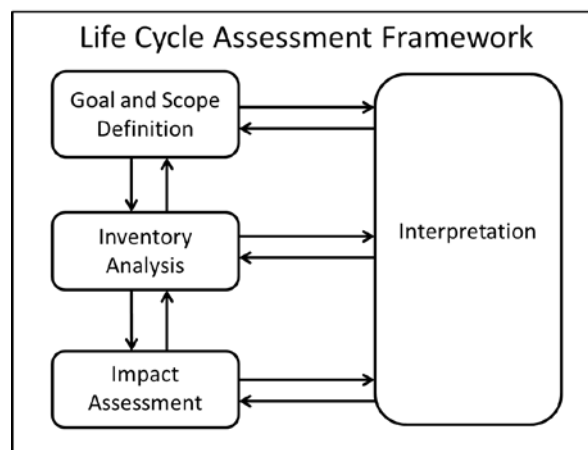 Life Cycle Assessment Framework
Goal and Scope
Definition
Inventory
Analysis
Interpretation
Impact
Assessment